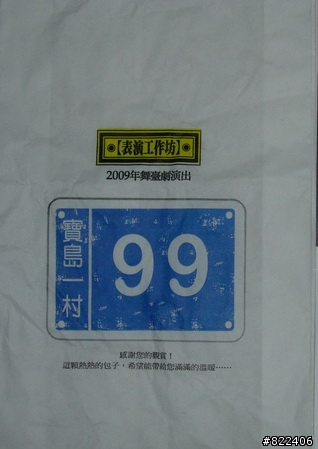 【表演工作坊】
2009年舞臺劇演出
寶島一村
99
感謝您的觀賞！
這顆熱熱的包子，希望能帶給您滿滿的溫暖⋯⋯
#822406